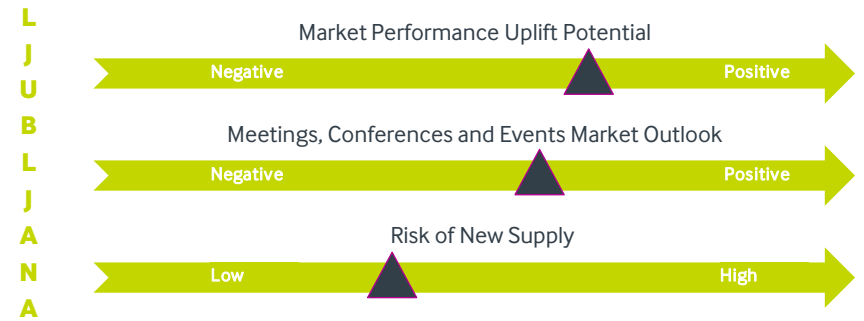 LJUBLJANA
Market Performance Uplift Potential
Negative Positive
Meetings, Conferences and Events Market Outlook
Negative Positive
Risk of New Supply
Low High